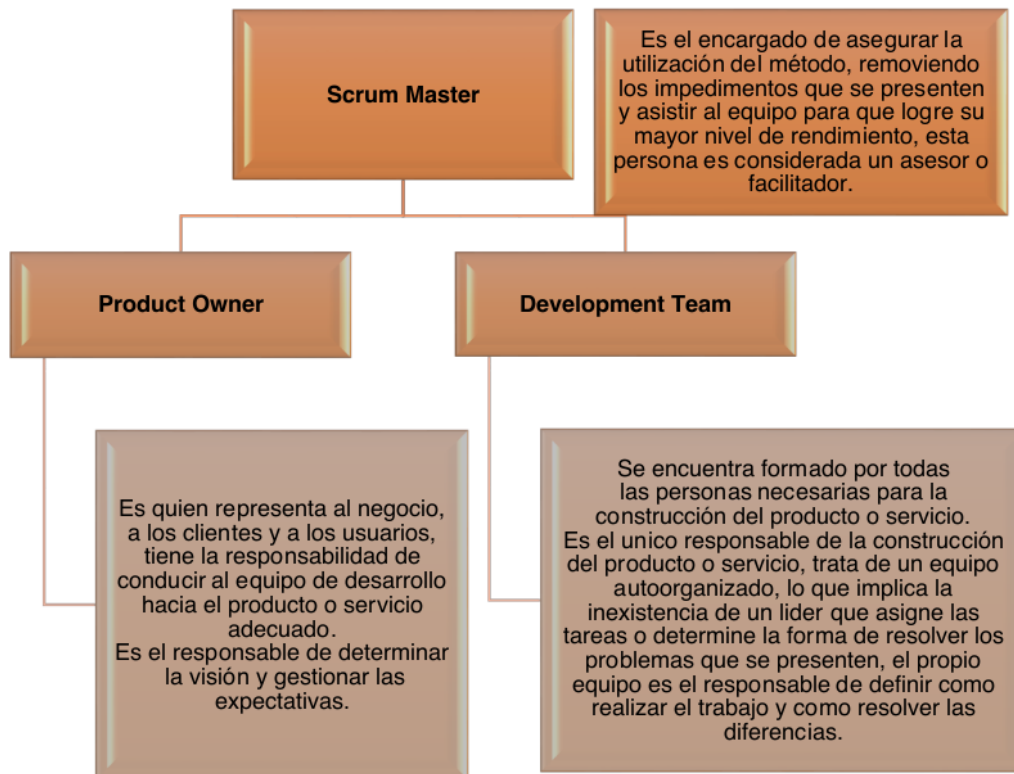 Scrum Master
Es el encargado de asegurar la
utilización del método, removiendo
los impedimentos que se presenten
y asistir al equipo para que logre su
mayor nivel de rendimiento, esta
persona es considerada un asesor o
facilitador.
Product Owner
Development Team
Es quien representa al negocio,
a los clientes y a los usuarios,
tiene la responsabilidad de
conducir al equipo de desarrollo
hacia el producto o servicio
adecuado.
Es el responsable de determinar
la visión y gestionar las
expectativas.
Se encuentra formado por todas
las personas necesarias para la
construcción del producto o servicio.
Es el unico responsable de la construcción
del producto o servicio, trata de un equipo
autoorganizado, lo que implica la
inexistencia de un lider que asigne las
tareas o determine la forma de resolver los
problemas que se presenten, el propio
equipo es el responsable de definir como
realizar el trabajo y como resolver las
diferencias.